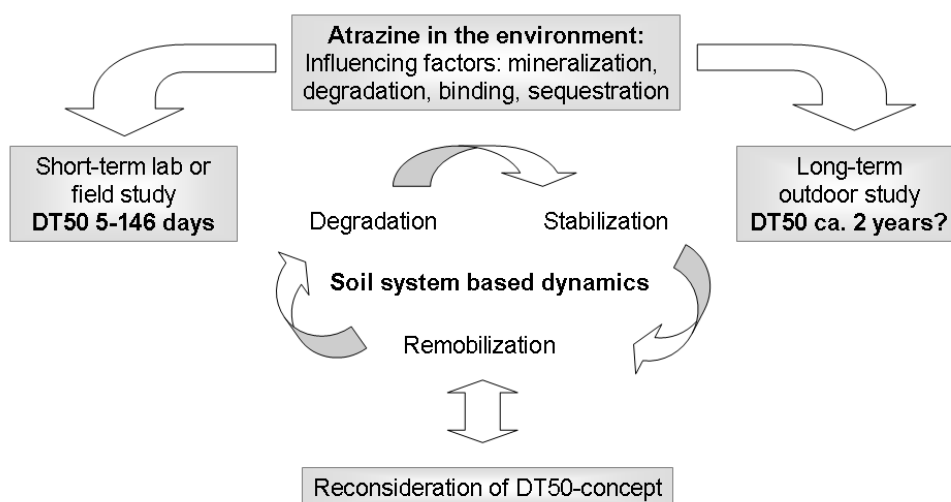 Atrazine in the environment:
Influencing factors: mineralization,
degradation, binding, sequestration
Short-term lab or
field study
DT50 5-146 days
Long-term
outdoor study
DT50 ca. 2 years?
Degradation
Stabilization
Soil system based dynamics
Remobilization
Reconsideration of DT50-concept